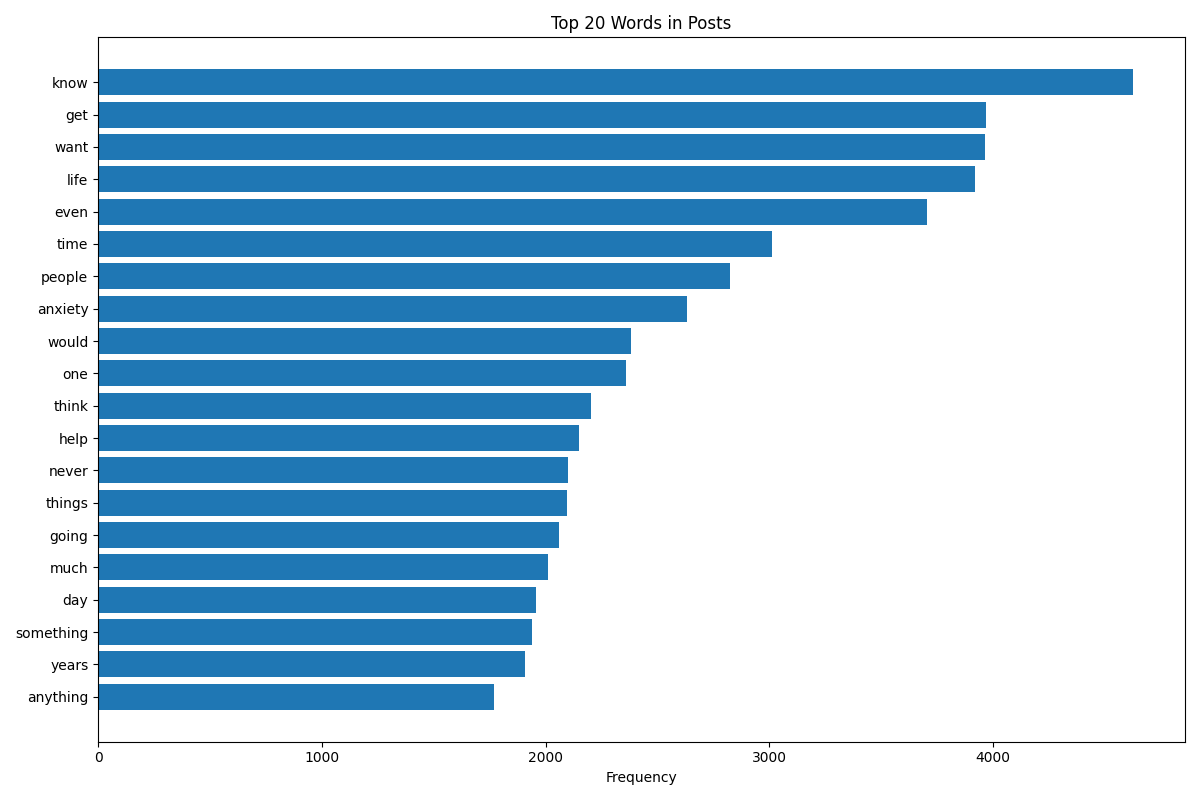 Top 20 Words in Posts
know
get
want
life
even
time
people
anxiety
would
one
think
help
never
things
going
much
day
something
years
anything
0 1000 2000 3000 4000
Frequency